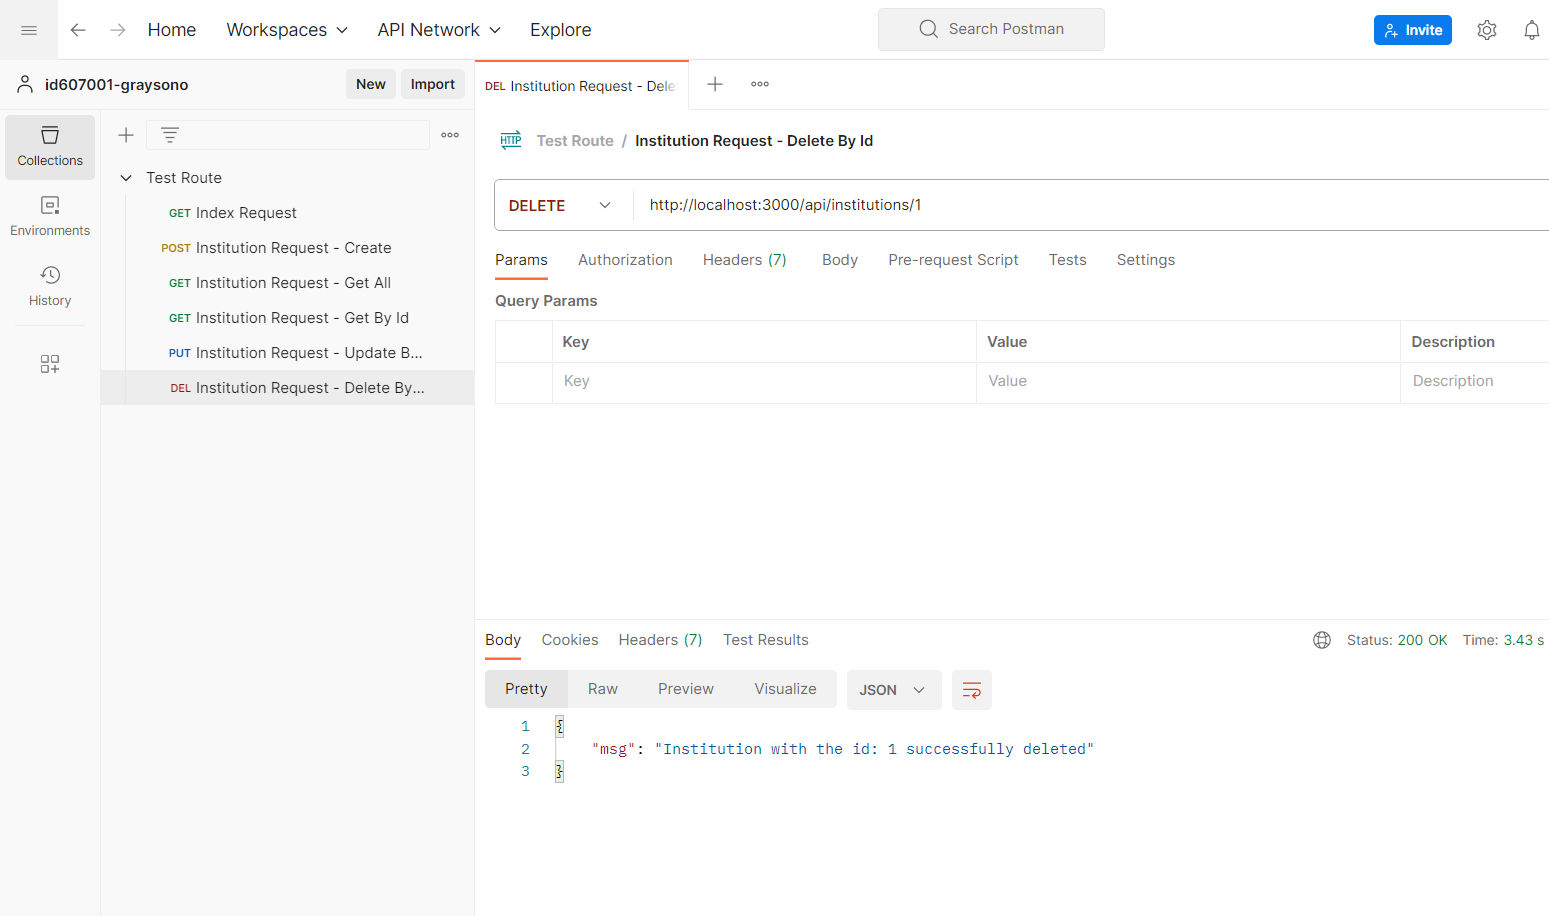 Home Workspaces API Network Explore Search Postman Invite
id607001-graysono New Import
DEL Institution Request - Dele
Collections
Environments
History
Test Route
GET Index Request
POST Institution Request - Create
GET Institution Request - Get All
GET Institution Request - Get By Id
PUT Institution Request - Update B...
DEL Institution Request - Delete By...
HTTP Test Route / Institution Request - Delete By Id
DELETE http://localhost:3000/api/institutions/1
Params Authorization Headers (7) Body Pre-request Script Tests Settings
Query Params
Key Value Description
Key Value Description
Body Cookies Headers (7) Test Results Status: 200 OK Time: 3.43 s
Pretty Raw Preview Visualize JSON
1 {
2 "msg": "Institution with the id: 1 successfully deleted"
3 }